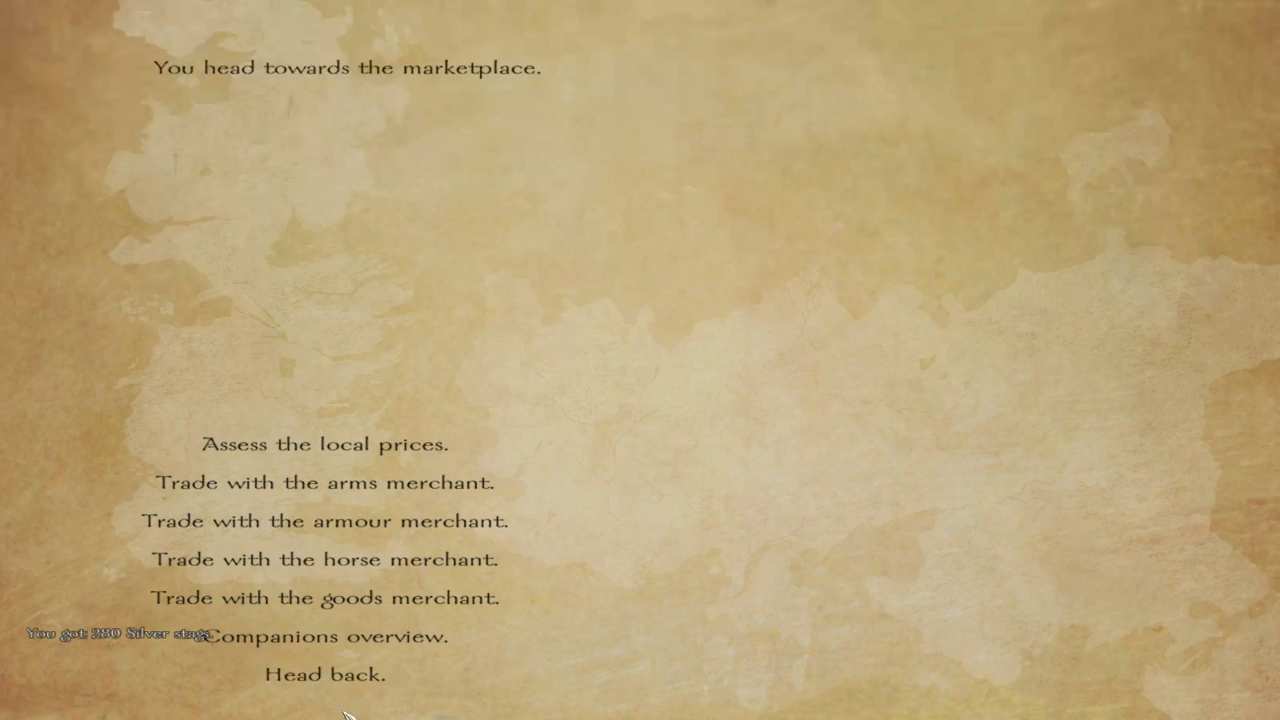 You head towards the marketplace.
Assess the local prices.
Trade with the arms merchant.
Trade with the armour merchant.
Trade with the horse merchant.
Trade with the goods merchant.
You got 280 Silver stags.
Companions overview.
Head back.